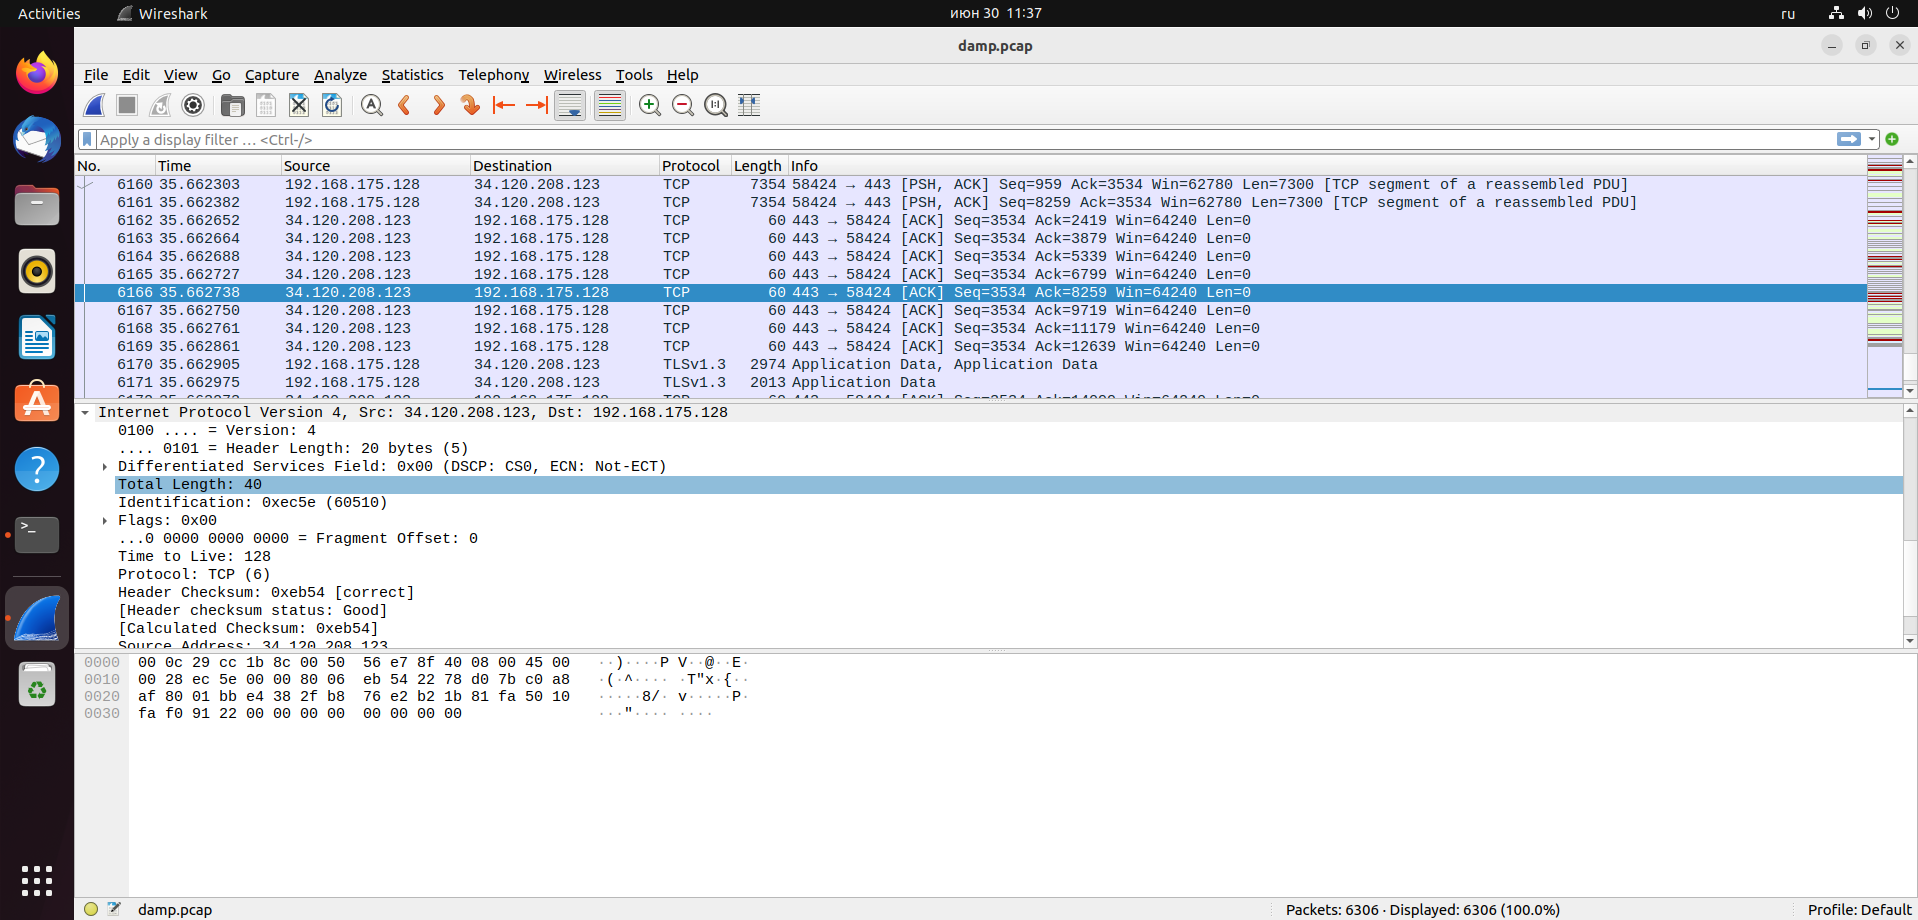 Activities Wireshark июн 30 11:37 ru
damp.pcap
File Edit View Go Capture Analyze Statistics Telephony Wireless Tools Help
Apply a display filter … <Ctrl-/>
No. Time Source Destination Protocol Length Info
6160 35.662303 192.168.175.128 34.120.208.123 TCP 7354 58424 → 443 [PSH, ACK] Seq=959 Ack=3534 Win=62780 Len=7300 [TCP segment of a reassembled PDU]
6161 35.662382 192.168.175.128 34.120.208.123 TCP 7354 58424 → 443 [PSH, ACK] Seq=8259 Ack=3534 Win=62780 Len=7300 [TCP segment of a reassembled PDU]
6162 35.662652 34.120.208.123 192.168.175.128 TCP 60 443 → 58424 [ACK] Seq=3534 Ack=2419 Win=64240 Len=0
6163 35.662664 34.120.208.123 192.168.175.128 TCP 60 443 → 58424 [ACK] Seq=3534 Ack=3879 Win=64240 Len=0
6164 35.662688 34.120.208.123 192.168.175.128 TCP 60 443 → 58424 [ACK] Seq=3534 Ack=5339 Win=64240 Len=0
6165 35.662727 34.120.208.123 192.168.175.128 TCP 60 443 → 58424 [ACK] Seq=3534 Ack=6799 Win=64240 Len=0
6166 35.662738 34.120.208.123 192.168.175.128 TCP 60 443 → 58424 [ACK] Seq=3534 Ack=8259 Win=64240 Len=0
6167 35.662750 34.120.208.123 192.168.175.128 TCP 60 443 → 58424 [ACK] Seq=3534 Ack=9719 Win=64240 Len=0
6168 35.662761 34.120.208.123 192.168.175.128 TCP 60 443 → 58424 [ACK] Seq=3534 Ack=11179 Win=64240 Len=0
6169 35.662861 34.120.208.123 192.168.175.128 TCP 60 443 → 58424 [ACK] Seq=3534 Ack=12639 Win=64240 Len=0
6170 35.662905 192.168.175.128 34.120.208.123 TLSv1.3 2974 Application Data, Application Data
6171 35.662975 192.168.175.128 34.120.208.123 TLSv1.3 2013 Application Data
Internet Protocol Version 4, Src: 34.120.208.123, Dst: 192.168.175.128
0100 .... = Version: 4
.... 0101 = Header Length: 20 bytes (5)
Differentiated Services Field: 0x00 (DSCP: CS0, ECN: Not-ECT)
Total Length: 40
Identification: 0xec5e (60510)
Flags: 0x00
...0 0000 0000 0000 = Fragment Offset: 0
Time to Live: 128
Protocol: TCP (6)
Header Checksum: 0xeb54 [correct]
[Header checksum status: Good]
[Calculated Checksum: 0xeb54]
Source Address: 34.120.208.123
0000 00 0c 29 cc 1b 8c 00 50 56 e7 8f 40 08 00 45 00 ··)····P V··@··E·
0010 00 28 ec 5e 00 00 80 06 eb 54 22 78 d0 7b c0 a8 ·(·^···· ·T"x·{··
0020 af 80 01 bb e4 38 2f b8 76 e2 b2 1b 81 fa 50 10 ·····8/· v·····P·
0030 fa f0 91 22 00 00 00 00 00 00 00 00 ···"···· ····
damp.pcap Packets: 6306 · Displayed: 6306 (100.0%) Profile: Default